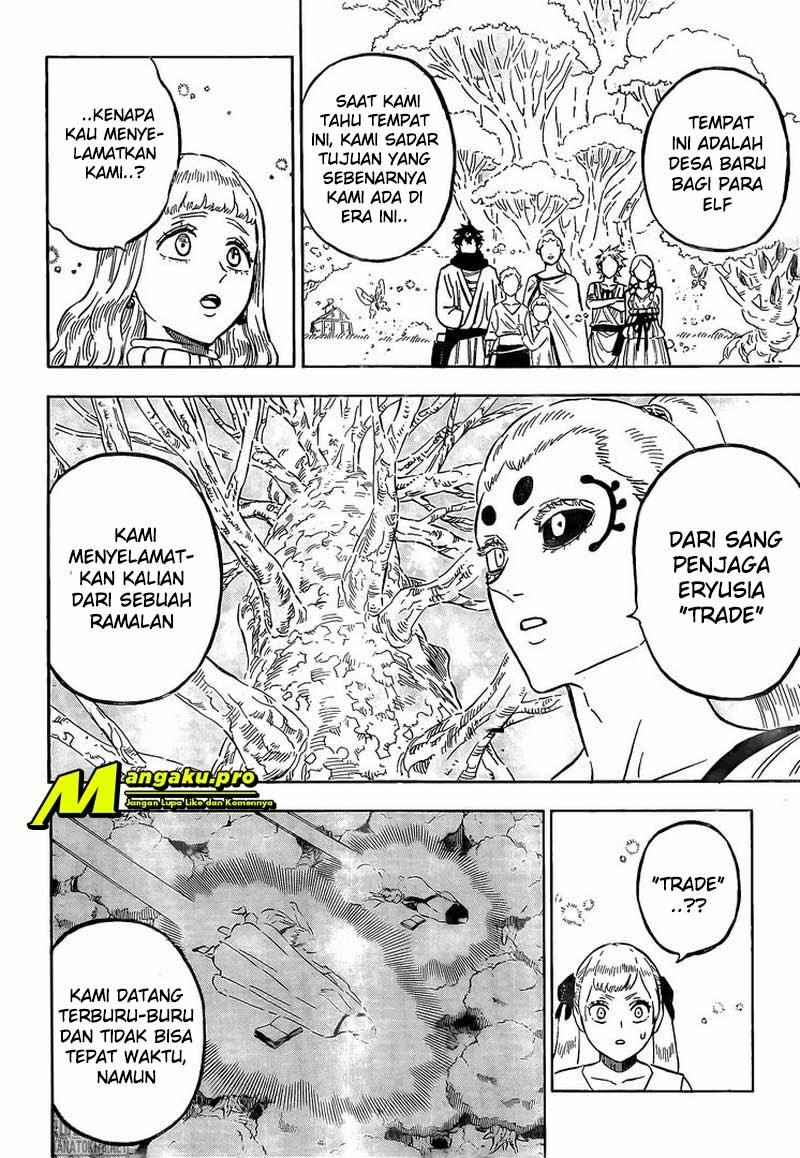 TEMPAT
INI ADALAH
DESA BARU
BAGI PARA
ELF
SAAT KAMI
TAHU TEMPAT
INI, KAMI SADAR
TUJUAN YANG
SEBENARNYA
KAMI ADA DI
ERA INI..
..KENAPA
KAU MENYE-
LAMATKAN
KAMI..?
DARI SANG
PENJAGA
ERYUSIA
"TRADE"
KAMI
MENYELAMAT-
KAN KALIAN
DARI SEBUAH
RAMALAN
Mangaku.pro
Jangan Lupa Like dan Komennya
"TRADE"
..??
KAMI DATANG
TERBURU-BURU
DAN TIDAK BISA
TEPAT WAKTU,
NAMUN